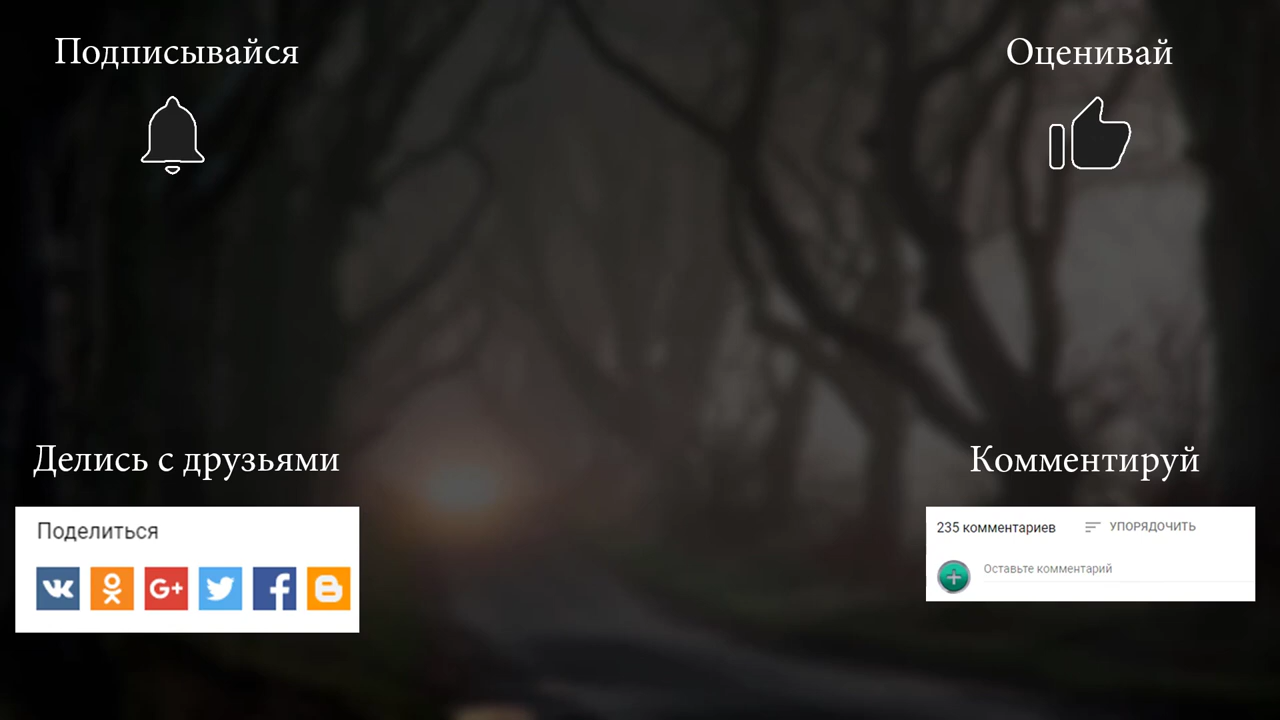 Подписывайся
Оценивай
Делись с друзьями
Поделиться
G+
Комментируй
235 комментариев
УПОРЯДОЧИТЬ
Оставьте комментарий